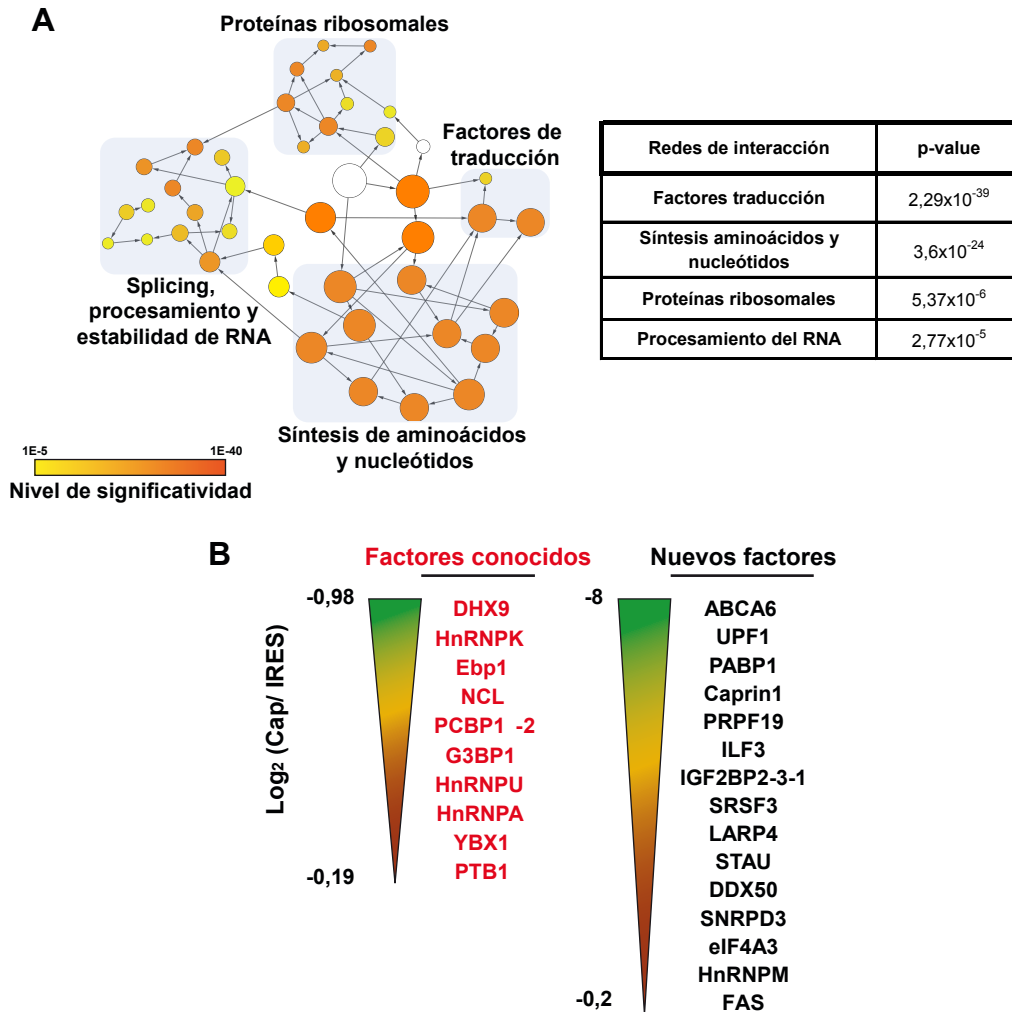 A
Proteínas ribosomales
Factores de
traducción
Splicing,
procesamiento y
estabilidad de RNA
Síntesis de aminoácidos
y nucleótidos
1E-5 1E-40
Nivel de significatividad
Redes de interacción p-value
Factores traducción 2,29x10⁻³⁹
Síntesis aminoácidos y
nucleótidos 3,6x10⁻²⁴
Proteínas ribosomales 5,37x10⁻⁶
Procesamiento del RNA 2,77x10⁻⁵
B
Log₂ (Cap/ IRES)
Factores conocidos
-0,98
DHX9
HnRNPK
Ebp1
NCL
PCBP1 -2
G3BP1
HnRNPU
HnRNPA
YBX1
PTB1
-0,19
Nuevos factores
-8
ABCA6
UPF1
PABP1
Caprin1
PRPF19
ILF3
IGF2BP2-3-1
SRSF3
LARP4
STAU
DDX50
SNRPD3
eIF4A3
HnRNPM
FAS
-0,2